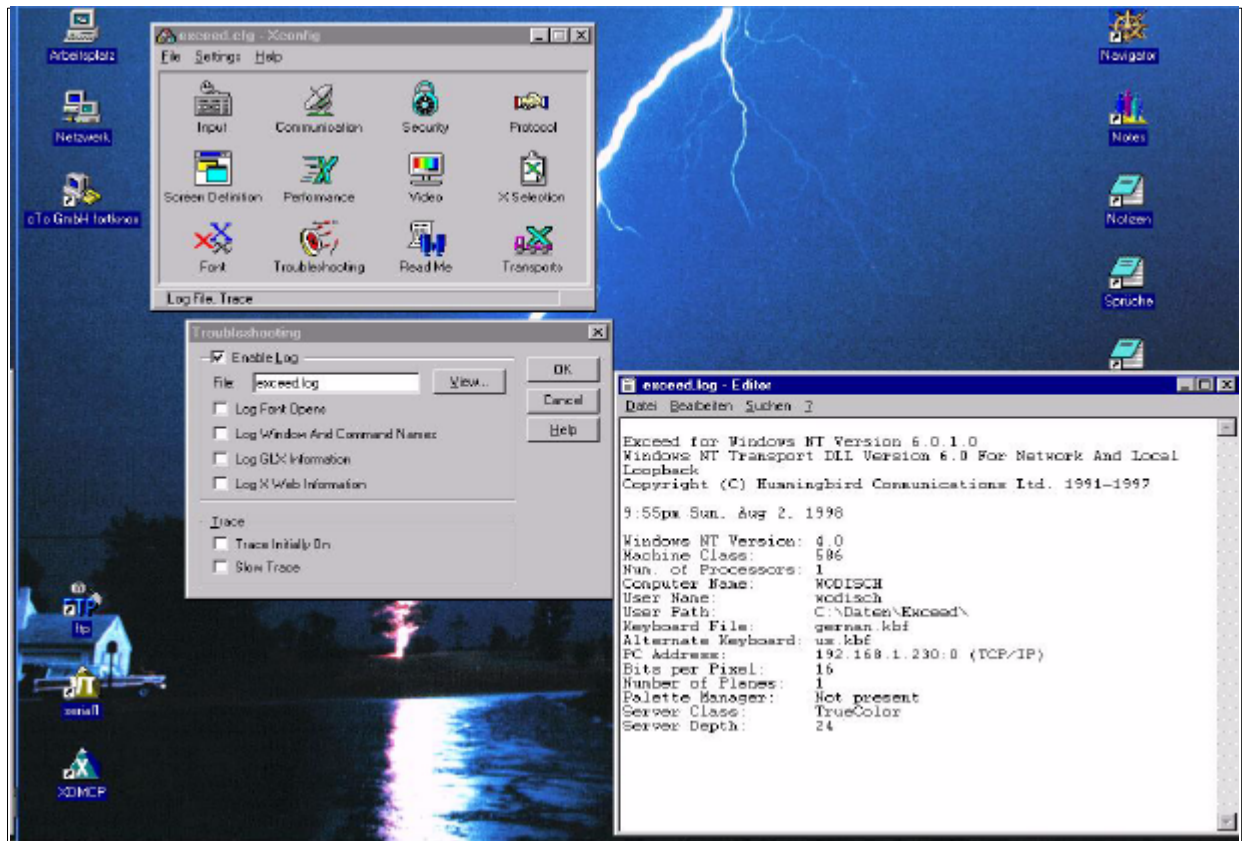 Arbeitsplatz
Netzwerk
exceed.cfg - Xconfig
File Settings Help
Input
Communication
Security
Protocol
Screen Definition
Performance
Video
X Selection
Font
Troubleshooting
Read Me
Transports
Log File, Trace
Troubleshooting
Enable Log
File: exceed.log View...
Log Font Opens
Log Window And Command Names
Log GLX Information
Log X Web Information
Trace
Trace Initially On
Slow Trace
OK
Cancel
Help
Navigator
Notes
Notizen
Sprüche
exceed.log - Editor
Datei Bearbeiten Suchen ?
Exceed for Windows NT Version 6.0.1.0
Windows NT Transport DLL Version 6.0 For Network And Local
Loopback
Copyright (C) Hummingbird Communications Ltd. 1991-1997
9:55pm Sun. Aug 2. 1998
Windows NT Version: 4.0
Machine Class: 586
Num. of Processors: 1
Computer Name: WODISCH
User Name: wodisch
User Path: C:\Daten\Exceed\
Keyboard File: german.kbf
Alternate Keyboard: us.kbf
PC Address: 192.168.1.230:0 (TCP/IP)
Bits per Pixel: 16
Number of Planes: 1
Palette Manager: Not present
Server Class: TrueColor
Server Depth: 24
FTP
ftp
XDMCP